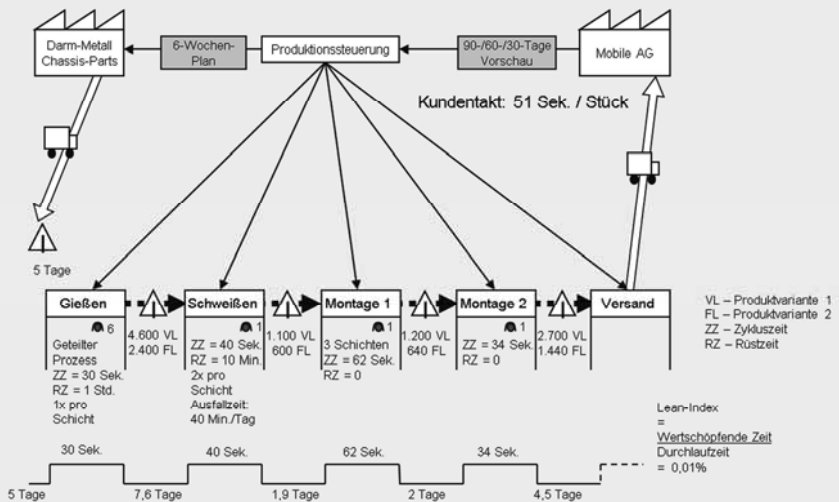 Darm-Metall
Chassis-Parts
6-Wochen-
Plan
Produktionssteuerung
90-/60-/30-Tage
Vorschau
Mobile AG
Kundentakt: 51 Sek. / Stück
5 Tage
Gießen
6
Geteilter
Prozess
ZZ = 30 Sek.
RZ = 1 Std.
1x pro
Schicht
4.600 VL
2.400 FL
Schweißen
1
ZZ = 40 Sek.
RZ = 10 Min.
2x pro
Schicht
Ausfallzeit:
40 Min./Tag
1.100 VL
600 FL
Montage 1
1
3 Schichten
ZZ = 62 Sek.
RZ = 0
1.200 VL
640 FL
Montage 2
1
ZZ = 34 Sek.
RZ = 0
2.700 VL
1.440 FL
Versand
VL – Produktvariante 1
FL – Produktvariante 2
ZZ – Zykluszeit
RZ – Rüstzeit
Lean-Index
=
Wertschöpfende Zeit
Durchlaufzeit
= 0,01%
30 Sek.
40 Sek.
62 Sek.
34 Sek.
5 Tage
7,6 Tage
1,9 Tage
2 Tage
4,5 Tage